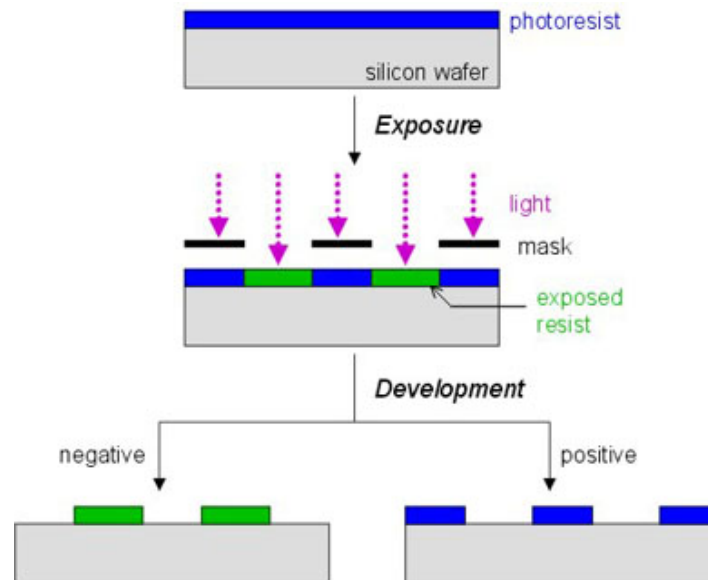 photoresist
silicon wafer
Exposure
light
mask
exposed
resist
Development
negative
positive